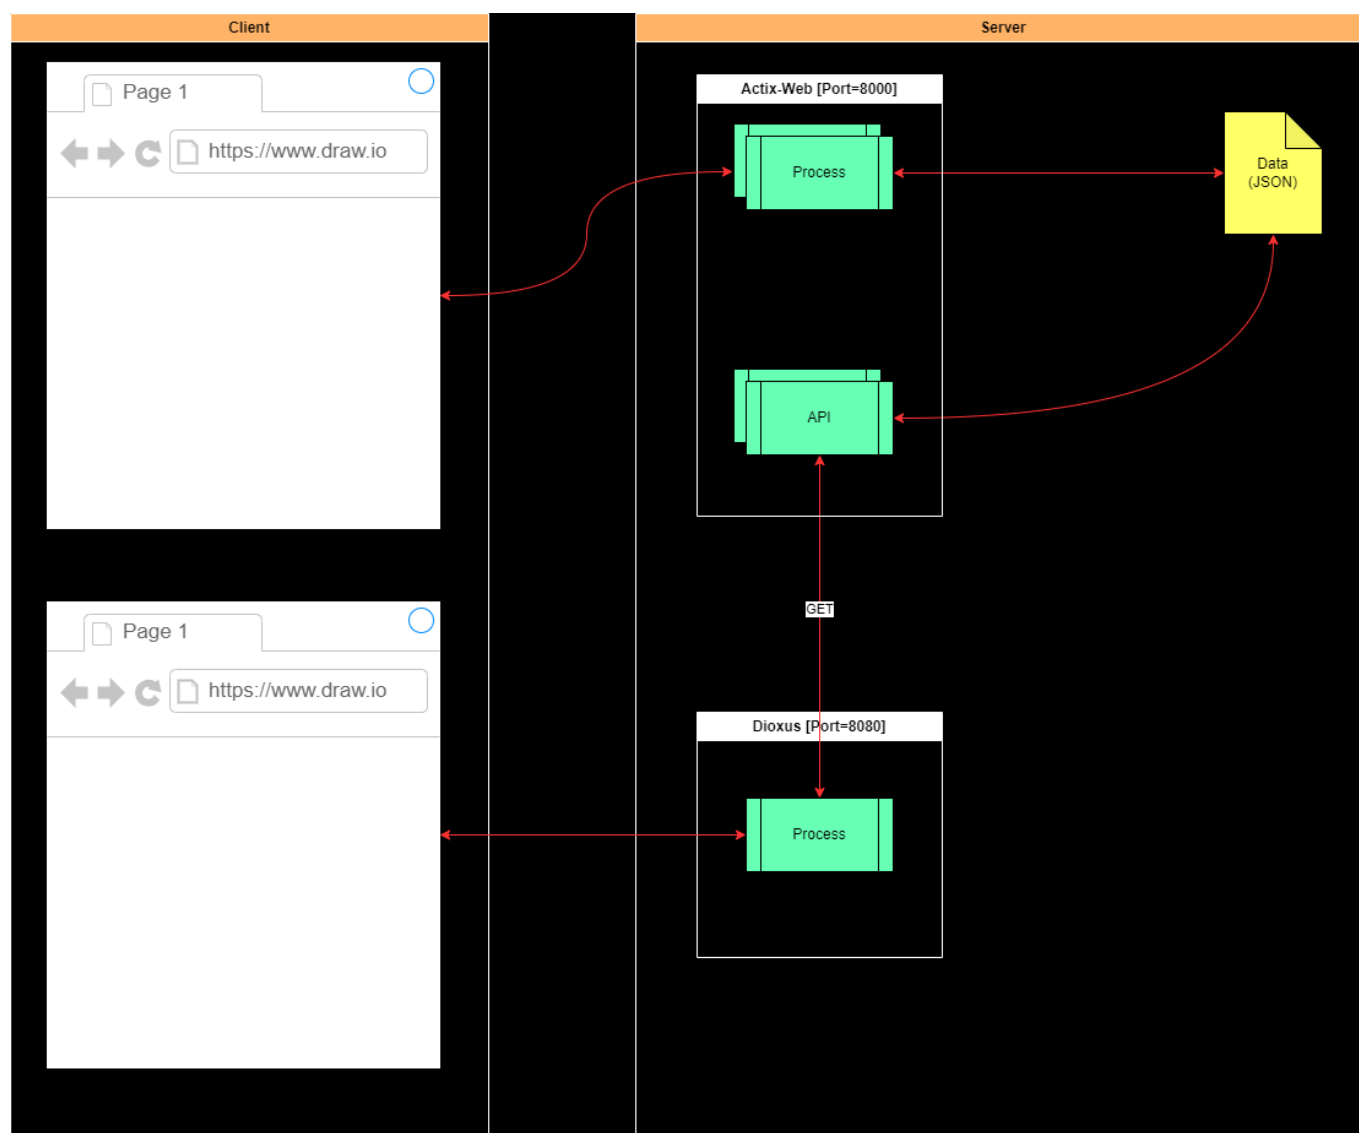 Client
Server
Page 1
https://www.draw.io
Actix-Web [Port=8000]
Process
Data
(JSON)
API
GET
Page 1
https://www.draw.io
Dioxus [Port=8080]
Process